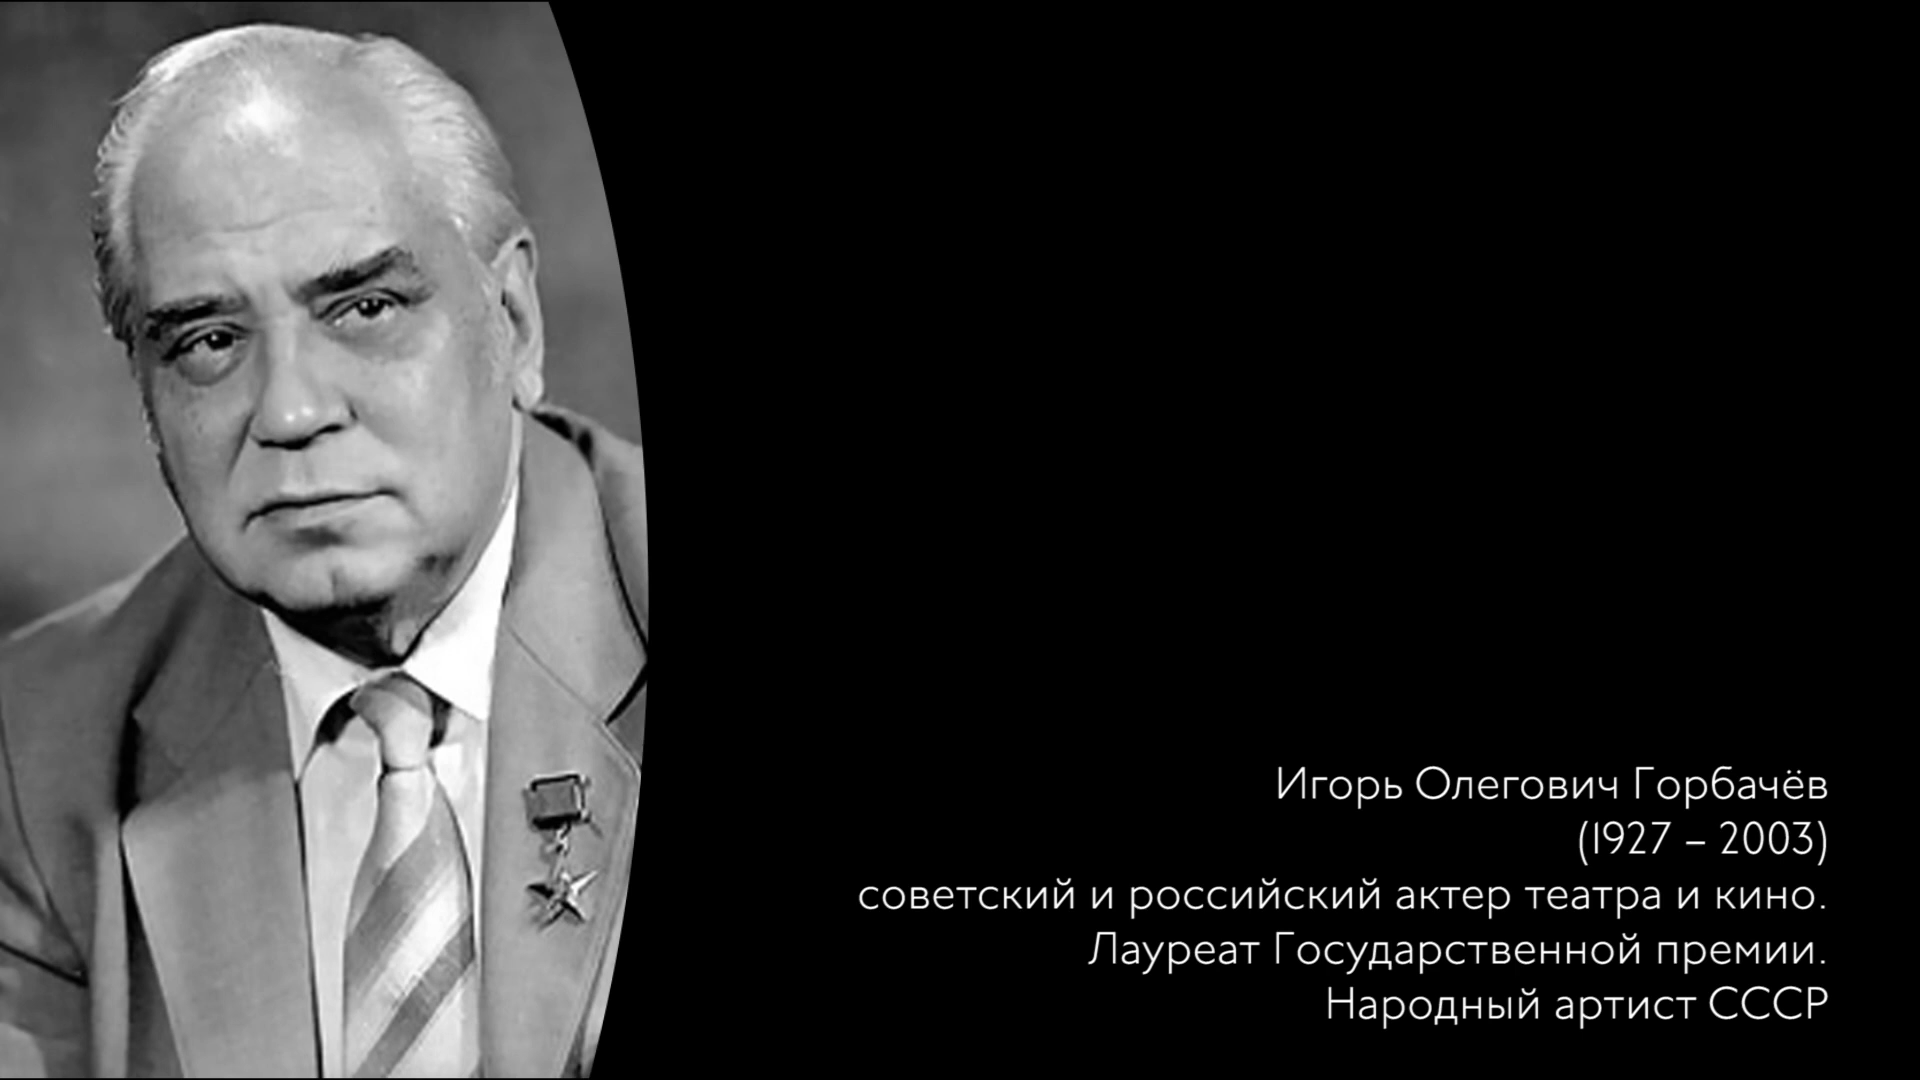 Игорь Олегович Горбачёв
(1927 – 2003)
советский и российский актер театра и кино.
Лауреат Государственной премии.
Народный артист СССР